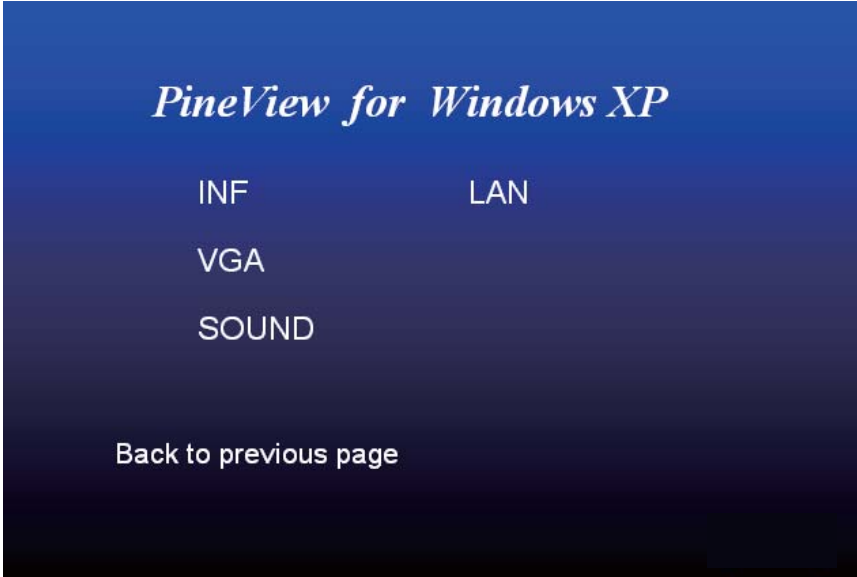 PineView for Windows XP
INF LAN
VGA
SOUND
Back to previous page